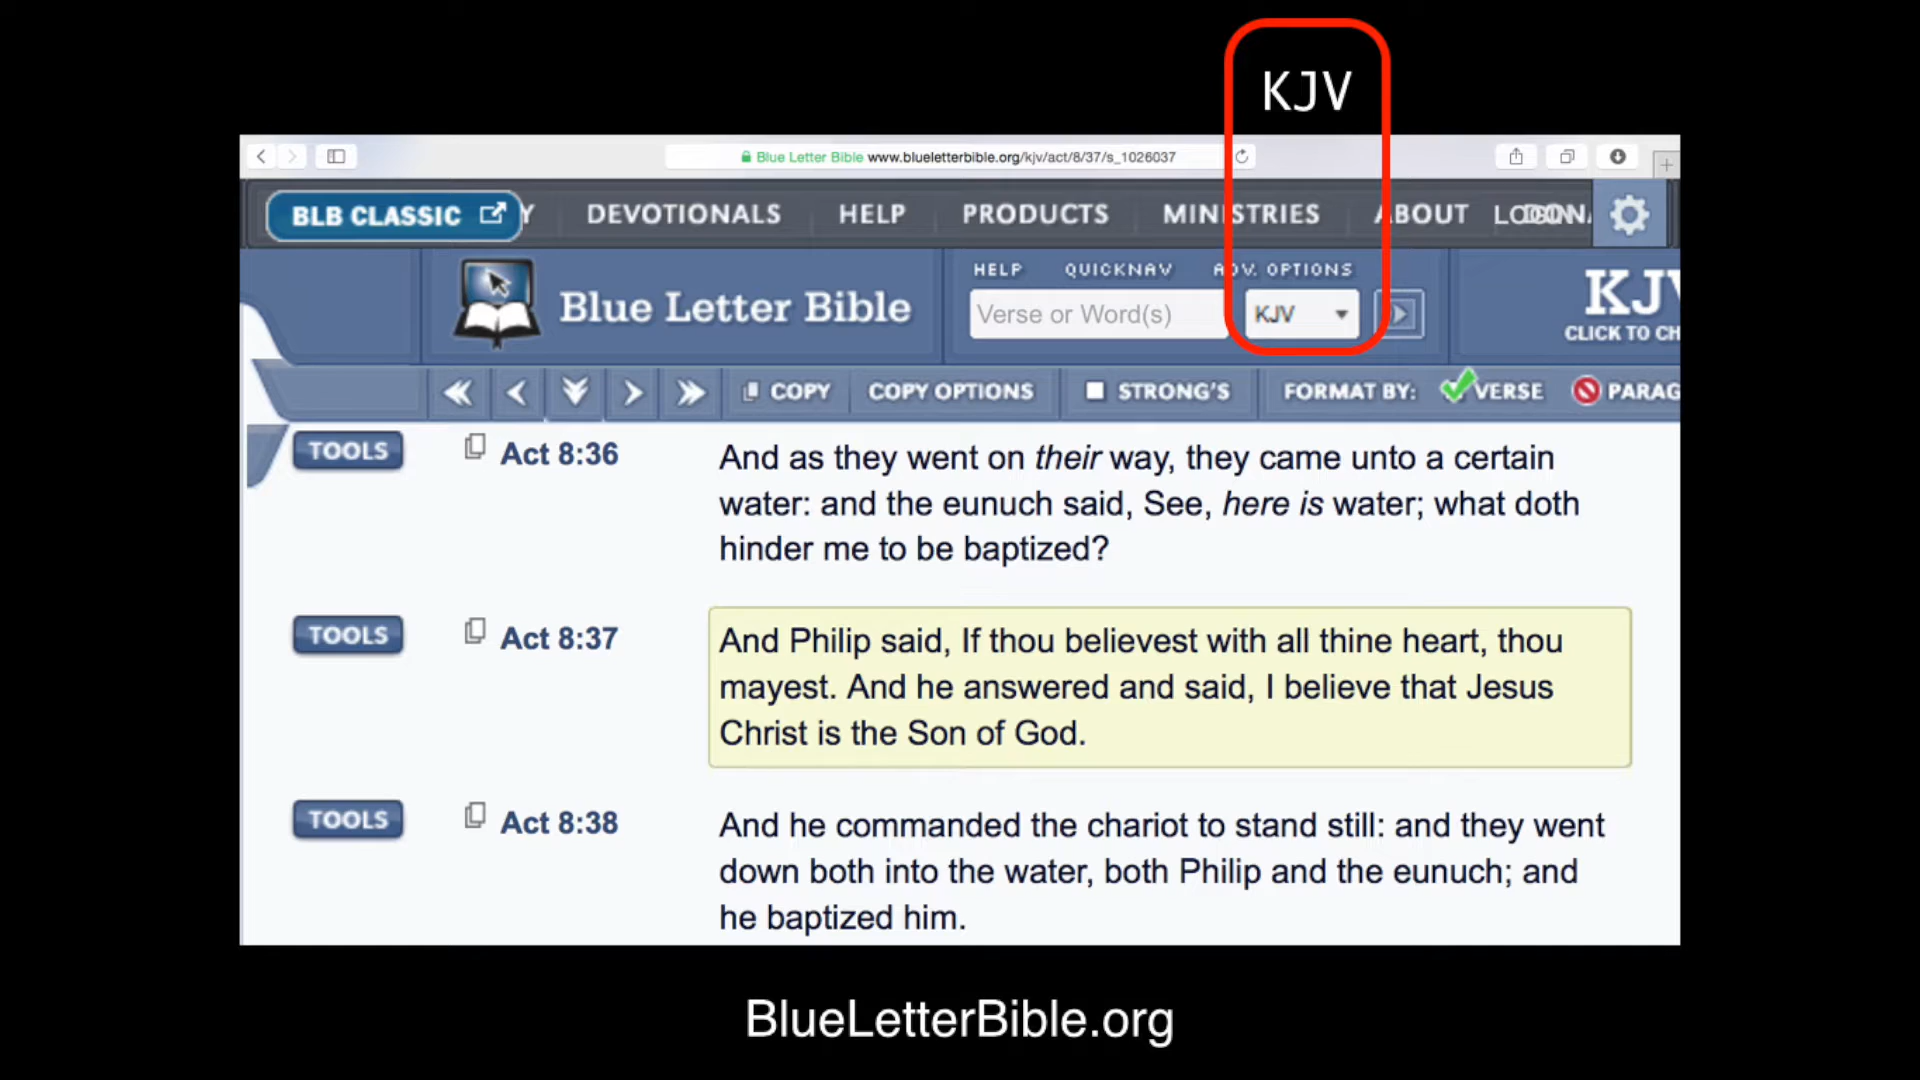 KJV
Blue Letter Bible www.blueletterbible.org/kjv/act/8/37/s_1026037
BLB CLASSIC Y DEVOTIONALS HELP PRODUCTS MINISTRIES ABOUT LOGIN DONA
HELP QUICKNAV ADV. OPTIONS
Blue Letter Bible
Verse or Word(s) KJV
KJV
CLICK TO CH
COPY COPY OPTIONS STRONG'S FORMAT BY: VERSE PARAG
TOOLS Act 8:36 And as they went on their way, they came unto a certain
water: and the eunuch said, See, here is water; what doth
hinder me to be baptized?
TOOLS Act 8:37 And Philip said, If thou believest with all thine heart, thou
mayest. And he answered and said, I believe that Jesus
Christ is the Son of God.
TOOLS Act 8:38 And he commanded the chariot to stand still: and they went
down both into the water, both Philip and the eunuch; and
he baptized him.
BlueLetterBible.org